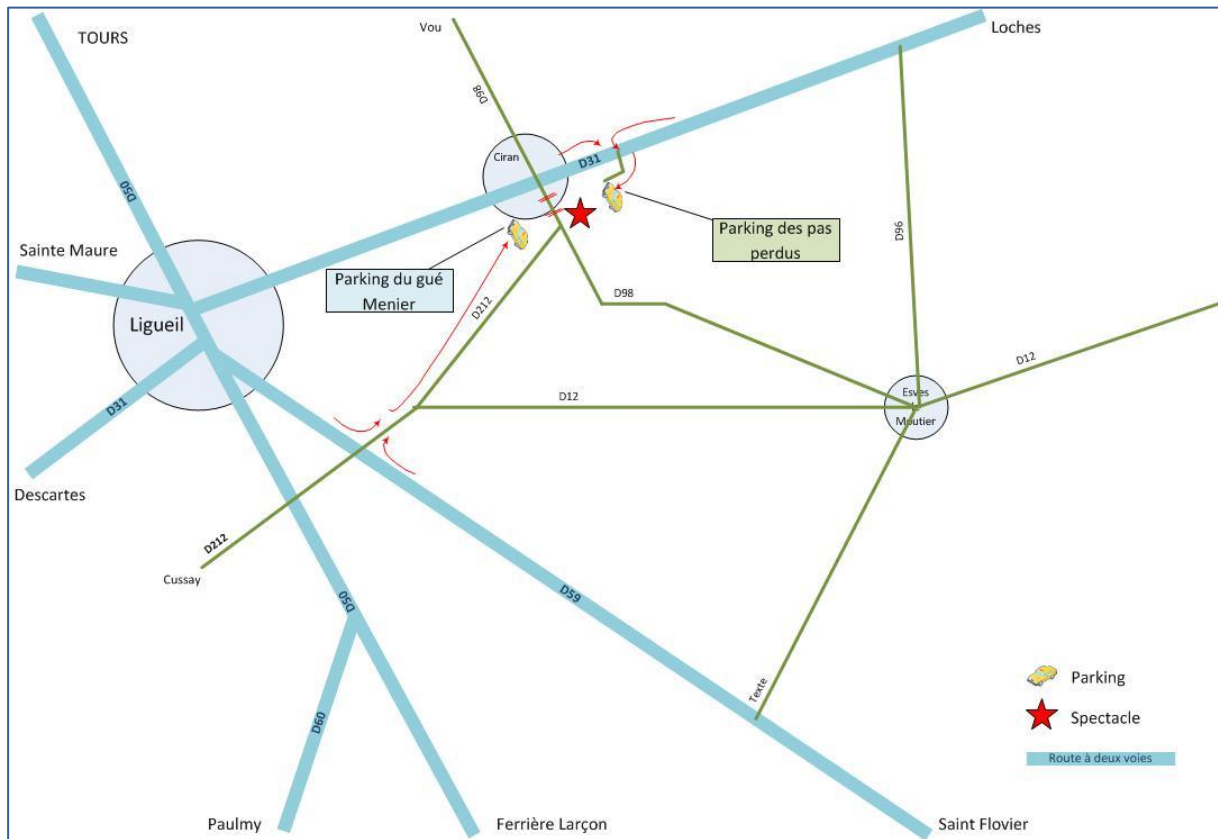 TOURS
Vou
Loches
D98
Ciran
D31
D50
Sainte Maure
Parking des pas
perdus
D96
Parking du gué
Menier
D98
D212
Ligueil
D12
D31
D12
Esves
Moutier
Descartes
D212
Cussay
D59
D50
Texte
Parking
D60
Spectacle
Route à deux voies
Paulmy
Ferrière Larçon
Saint Flovier